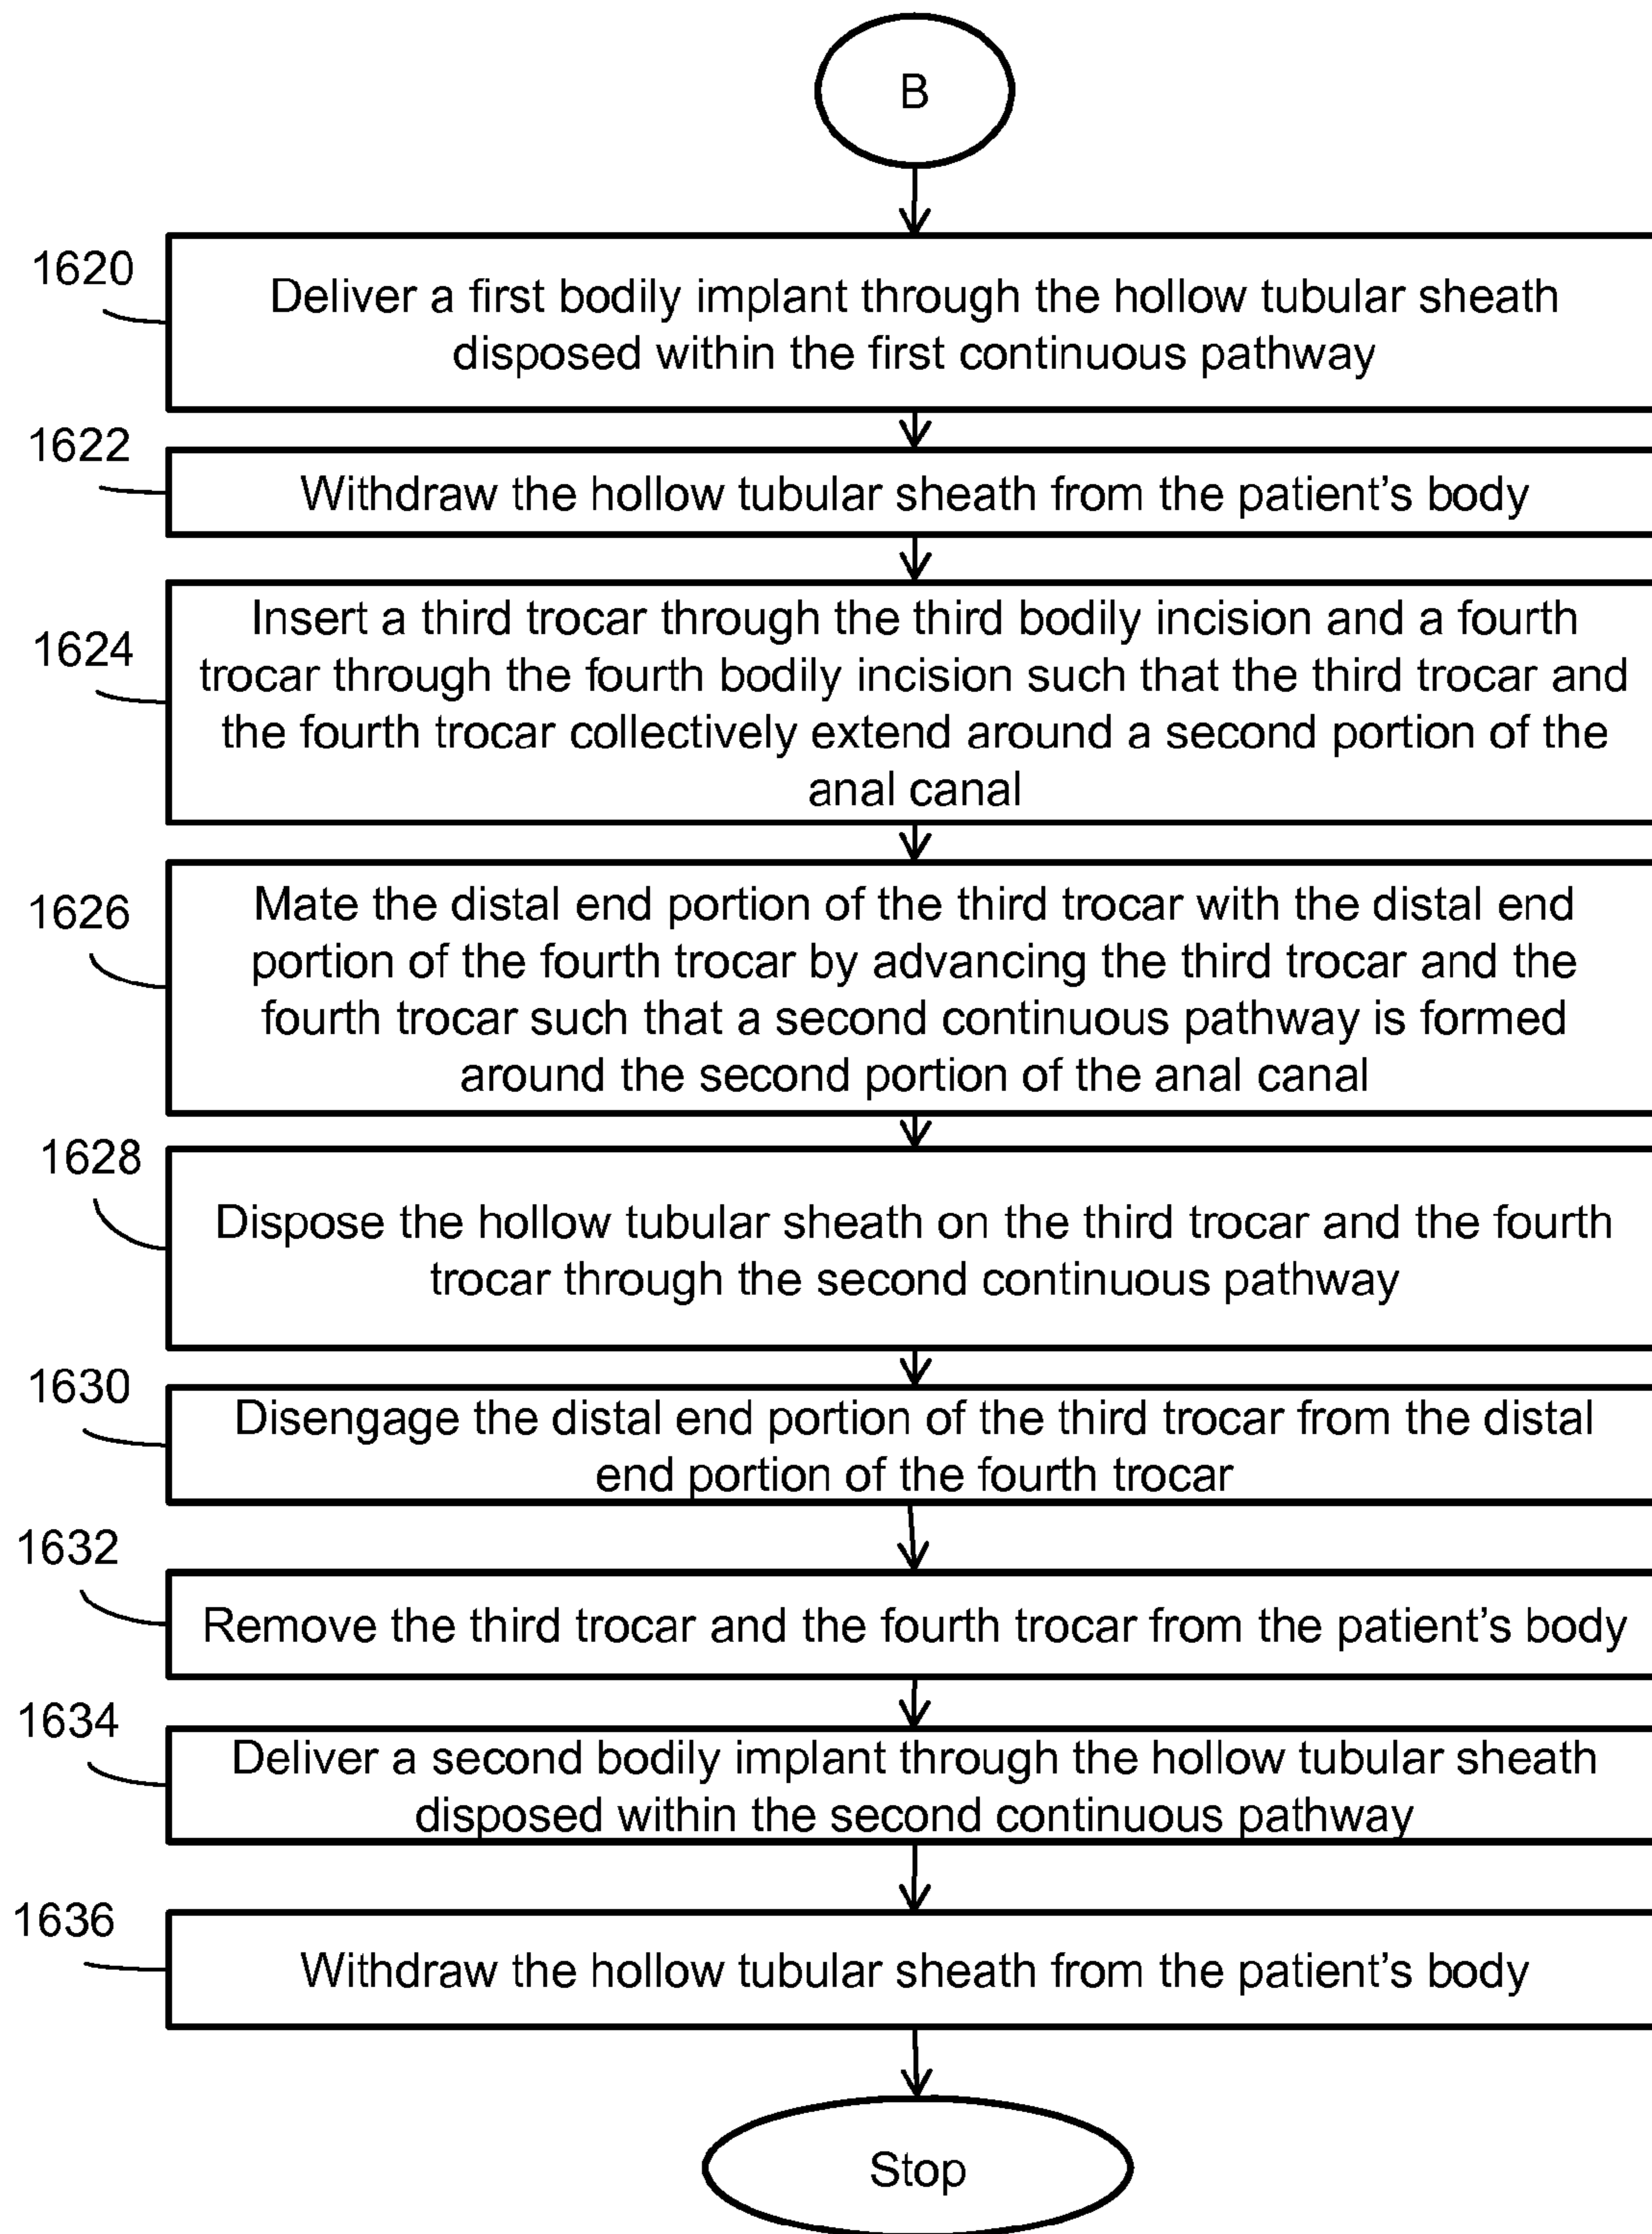 B
1620
Deliver a first bodily implant through the hollow tubular sheath
disposed within the first continuous pathway
1622
Withdraw the hollow tubular sheath from the patient's body
1624
Insert a third trocar through the third bodily incision and a fourth
trocar through the fourth bodily incision such that the third trocar and
the fourth trocar collectively extend around a second portion of the
anal canal
1626
Mate the distal end portion of the third trocar with the distal end
portion of the fourth trocar by advancing the third trocar and the
fourth trocar such that a second continuous pathway is formed
around the second portion of the anal canal
1628
Dispose the hollow tubular sheath on the third trocar and the fourth
trocar through the second continuous pathway
1630
Disengage the distal end portion of the third trocar from the distal
end portion of the fourth trocar
1632
Remove the third trocar and the fourth trocar from the patient's body
1634
Deliver a second bodily implant through the hollow tubular sheath
disposed within the second continuous pathway
1636
Withdraw the hollow tubular sheath from the patient's body
Stop